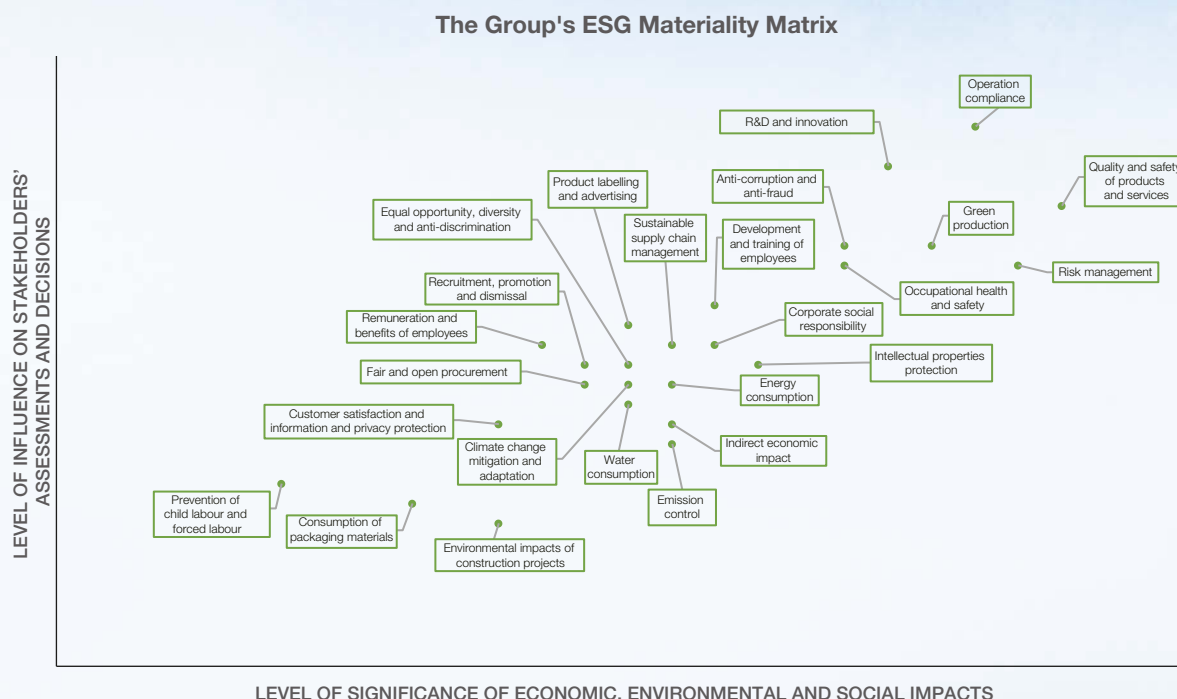 The Group's ESG Materiality Matrix
LEVEL OF INFLUENCE ON STAKEHOLDERS'
ASSESSMENTS AND DECISIONS
Operation
compliance
R&D and innovation
Quality and safety
of products
and services
Anti-corruption and
anti-fraud
Product labelling
and advertising
Equal opportunity, diversity
and anti-discrimination
Green
production
Sustainable
supply chain
management
Development
and training of
employees
Risk management
Recruitment, promotion
and dismissal
Occupational health
and safety
Corporate social
responsibility
Remuneration and
benefits of employees
Intellectual properties
protection
Fair and open procurement
Energy
consumption
Customer satisfaction and
information and privacy protection
Climate change
mitigation and
adaptation
Indirect economic
impact
Water
consumption
Emission
control
Prevention of
child labour and
forced labour
Consumption of
packaging materials
Environmental impacts of
construction projects
LEVEL OF SIGNIFICANCE OF ECONOMIC, ENVIRONMENTAL AND SOCIAL IMPACTS